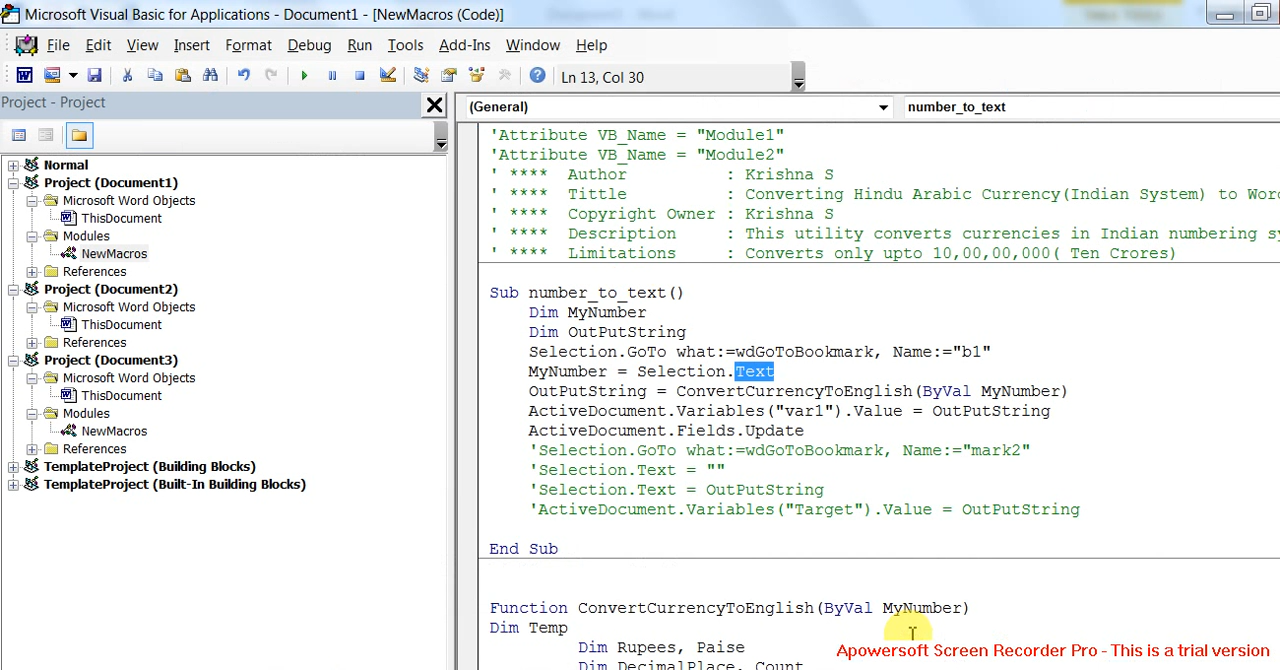 Microsoft Visual Basic for Applications - Document1 - [NewMacros (Code)]
File Edit View Insert Format Debug Run Tools Add-Ins Window Help
Ln 13, Col 30
Project - Project
Normal
Project (Document1)
Microsoft Word Objects
ThisDocument
Modules
NewMacros
References
Project (Document2)
Microsoft Word Objects
ThisDocument
References
Project (Document3)
Microsoft Word Objects
ThisDocument
Modules
NewMacros
References
TemplateProject (Building Blocks)
TemplateProject (Built-In Building Blocks)
(General)
number_to_text
'Attribute VB_Name = "Module1"
'Attribute VB_Name = "Module2"
' **** Author : Krishna S
' **** Tittle : Converting Hindu Arabic Currency(Indian System) to Wor
' **** Copyright Owner : Krishna S
' **** Description : This utility converts currencies in Indian numbering sy
' **** Limitations : Converts only upto 10,00,00,000( Ten Crores)
Sub number_to_text()
Dim MyNumber
Dim OutPutString
Selection.GoTo what:=wdGoToBookmark, Name:="b1"
MyNumber = Selection.Text
OutPutString = ConvertCurrencyToEnglish(ByVal MyNumber)
ActiveDocument.Variables("var1").Value = OutPutString
ActiveDocument.Fields.Update
'Selection.GoTo what:=wdGoToBookmark, Name:="mark2"
'Selection.Text = ""
'Selection.Text = OutPutString
'ActiveDocument.Variables("Target").Value = OutPutString
End Sub
Function ConvertCurrencyToEnglish(ByVal MyNumber)
Dim Temp
Dim Rupees, Paise
Dim DecimalPlace, Count
Apowersoft Screen Recorder Pro - This is a trial version